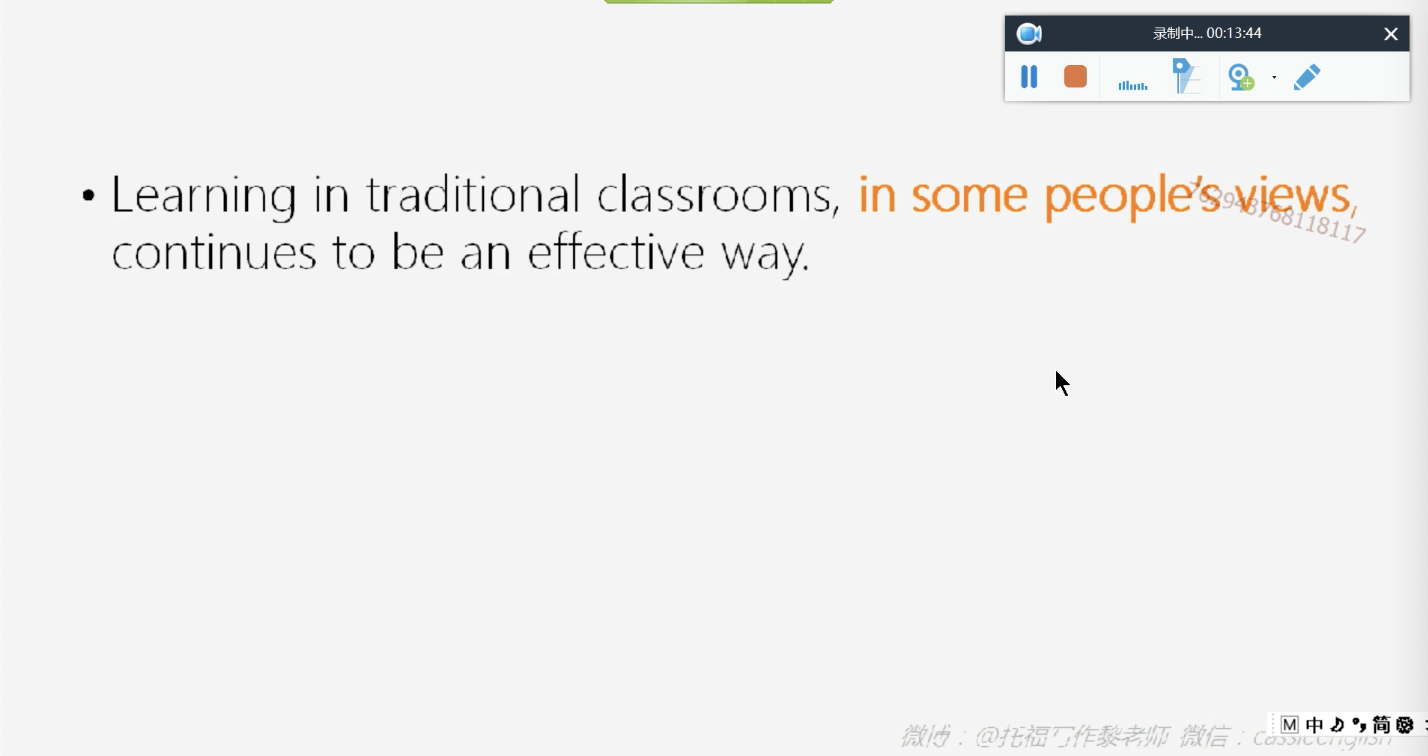 录制中... 00:13:44
• Learning in traditional classrooms, in some people's views,
continues to be an effective way.
微博：@托福写作黎老师 微信：
M 中 简